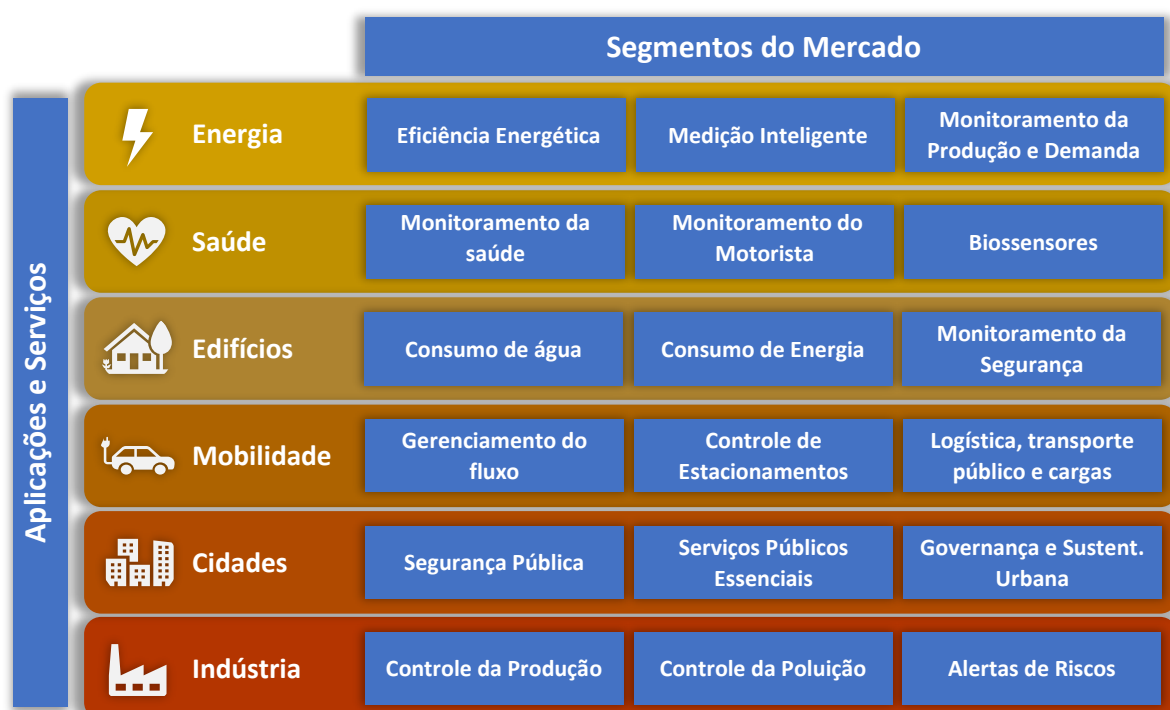 Segmentos do Mercado
Aplicações e Serviços
Energia
Eficiência Energética
Medição Inteligente
Monitoramento da
Produção e Demanda
Saúde
Monitoramento da
saúde
Monitoramento do
Motorista
Biossensores
Edifícios
Consumo de água
Consumo de Energia
Monitoramento da
Segurança
Mobilidade
Gerenciamento do
fluxo
Controle de
Estacionamentos
Logística, transporte
público e cargas
Cidades
Segurança Pública
Serviços Públicos
Essenciais
Governança e Sustent.
Urbana
Indústria
Controle da Produção
Controle da Poluição
Alertas de Riscos